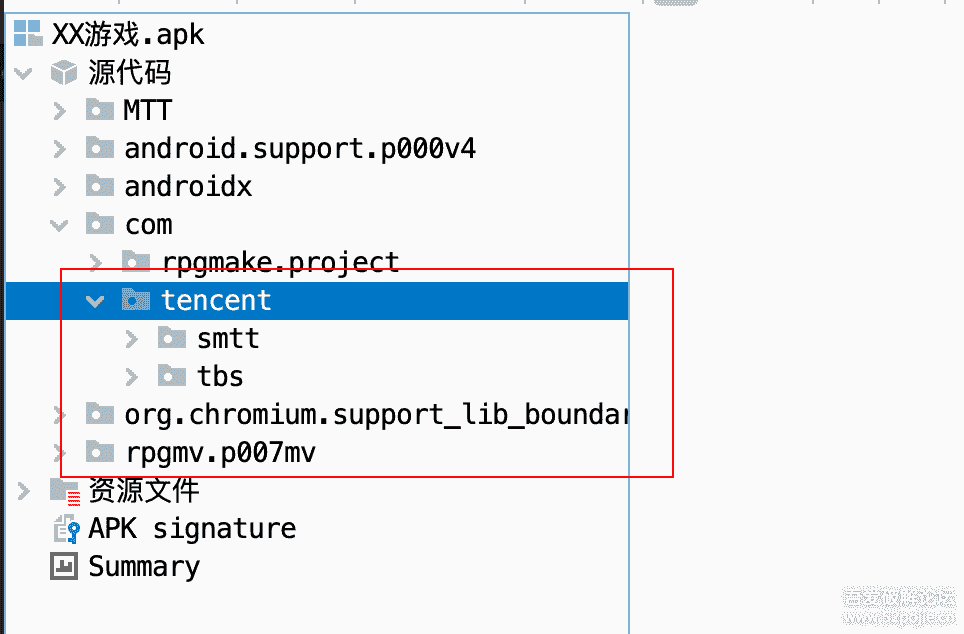 XX游戏.apk
源代码
MTT
android.support.p000v4
androidx
com
rpgmake.project
tencent
smtt
tbs
org.chromium.support_lib_boundar
rpgmv.p007mv
资源文件
APK signature
Summary
吾爱破解论坛
www.52pojie.cn